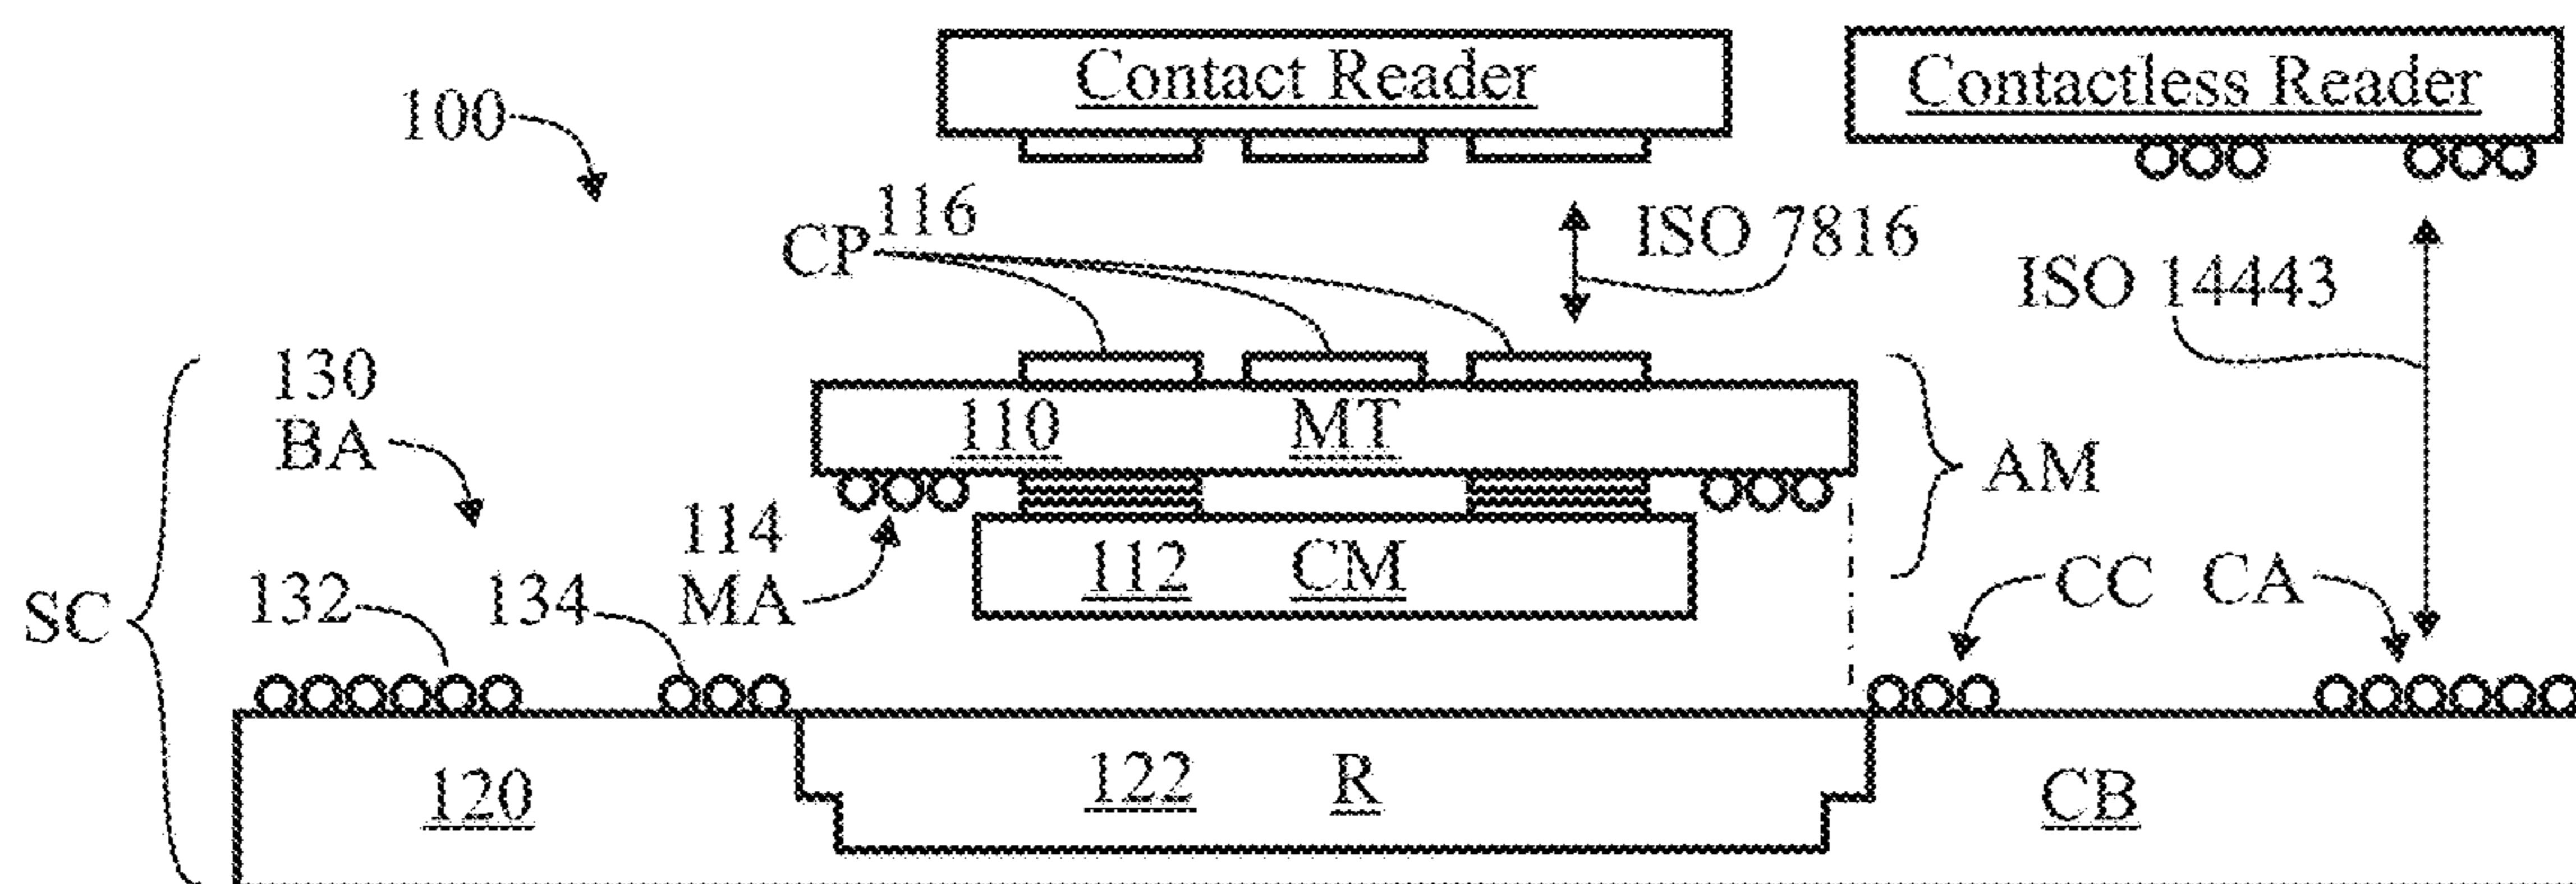 Contact Reader
Contactless Reader
100
CP 116
ISO 7816
ISO 14443
130
BA
110 MT
AM
114
MA
112 CM
CC CA
SC
132
134
120
122 R
CB